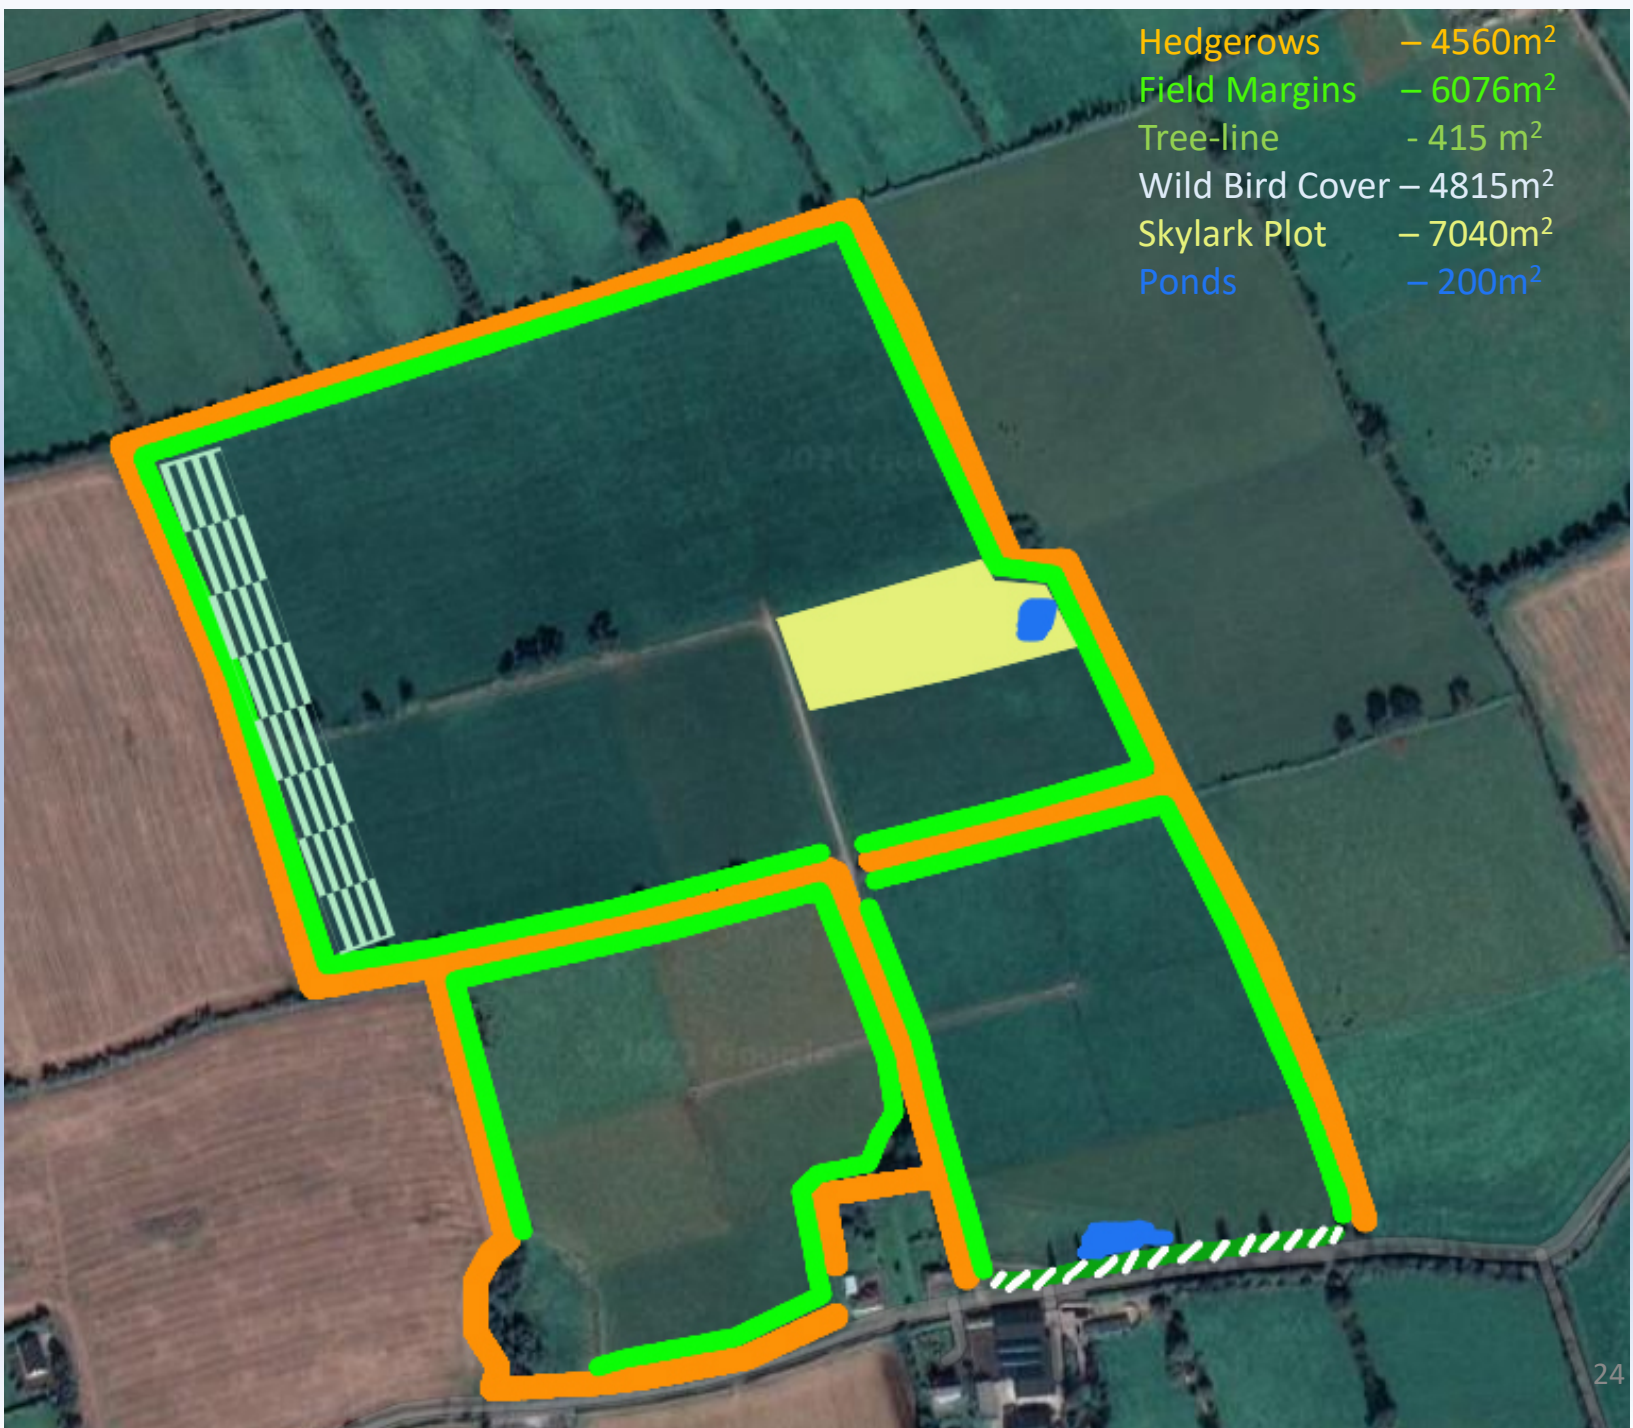 Hedgerows – 4560m²
Field Margins – 6076m²
Tree-line - 415 m²
Wild Bird Cover – 4815m²
Skylark Plot – 7040m²
Ponds – 200m²
24